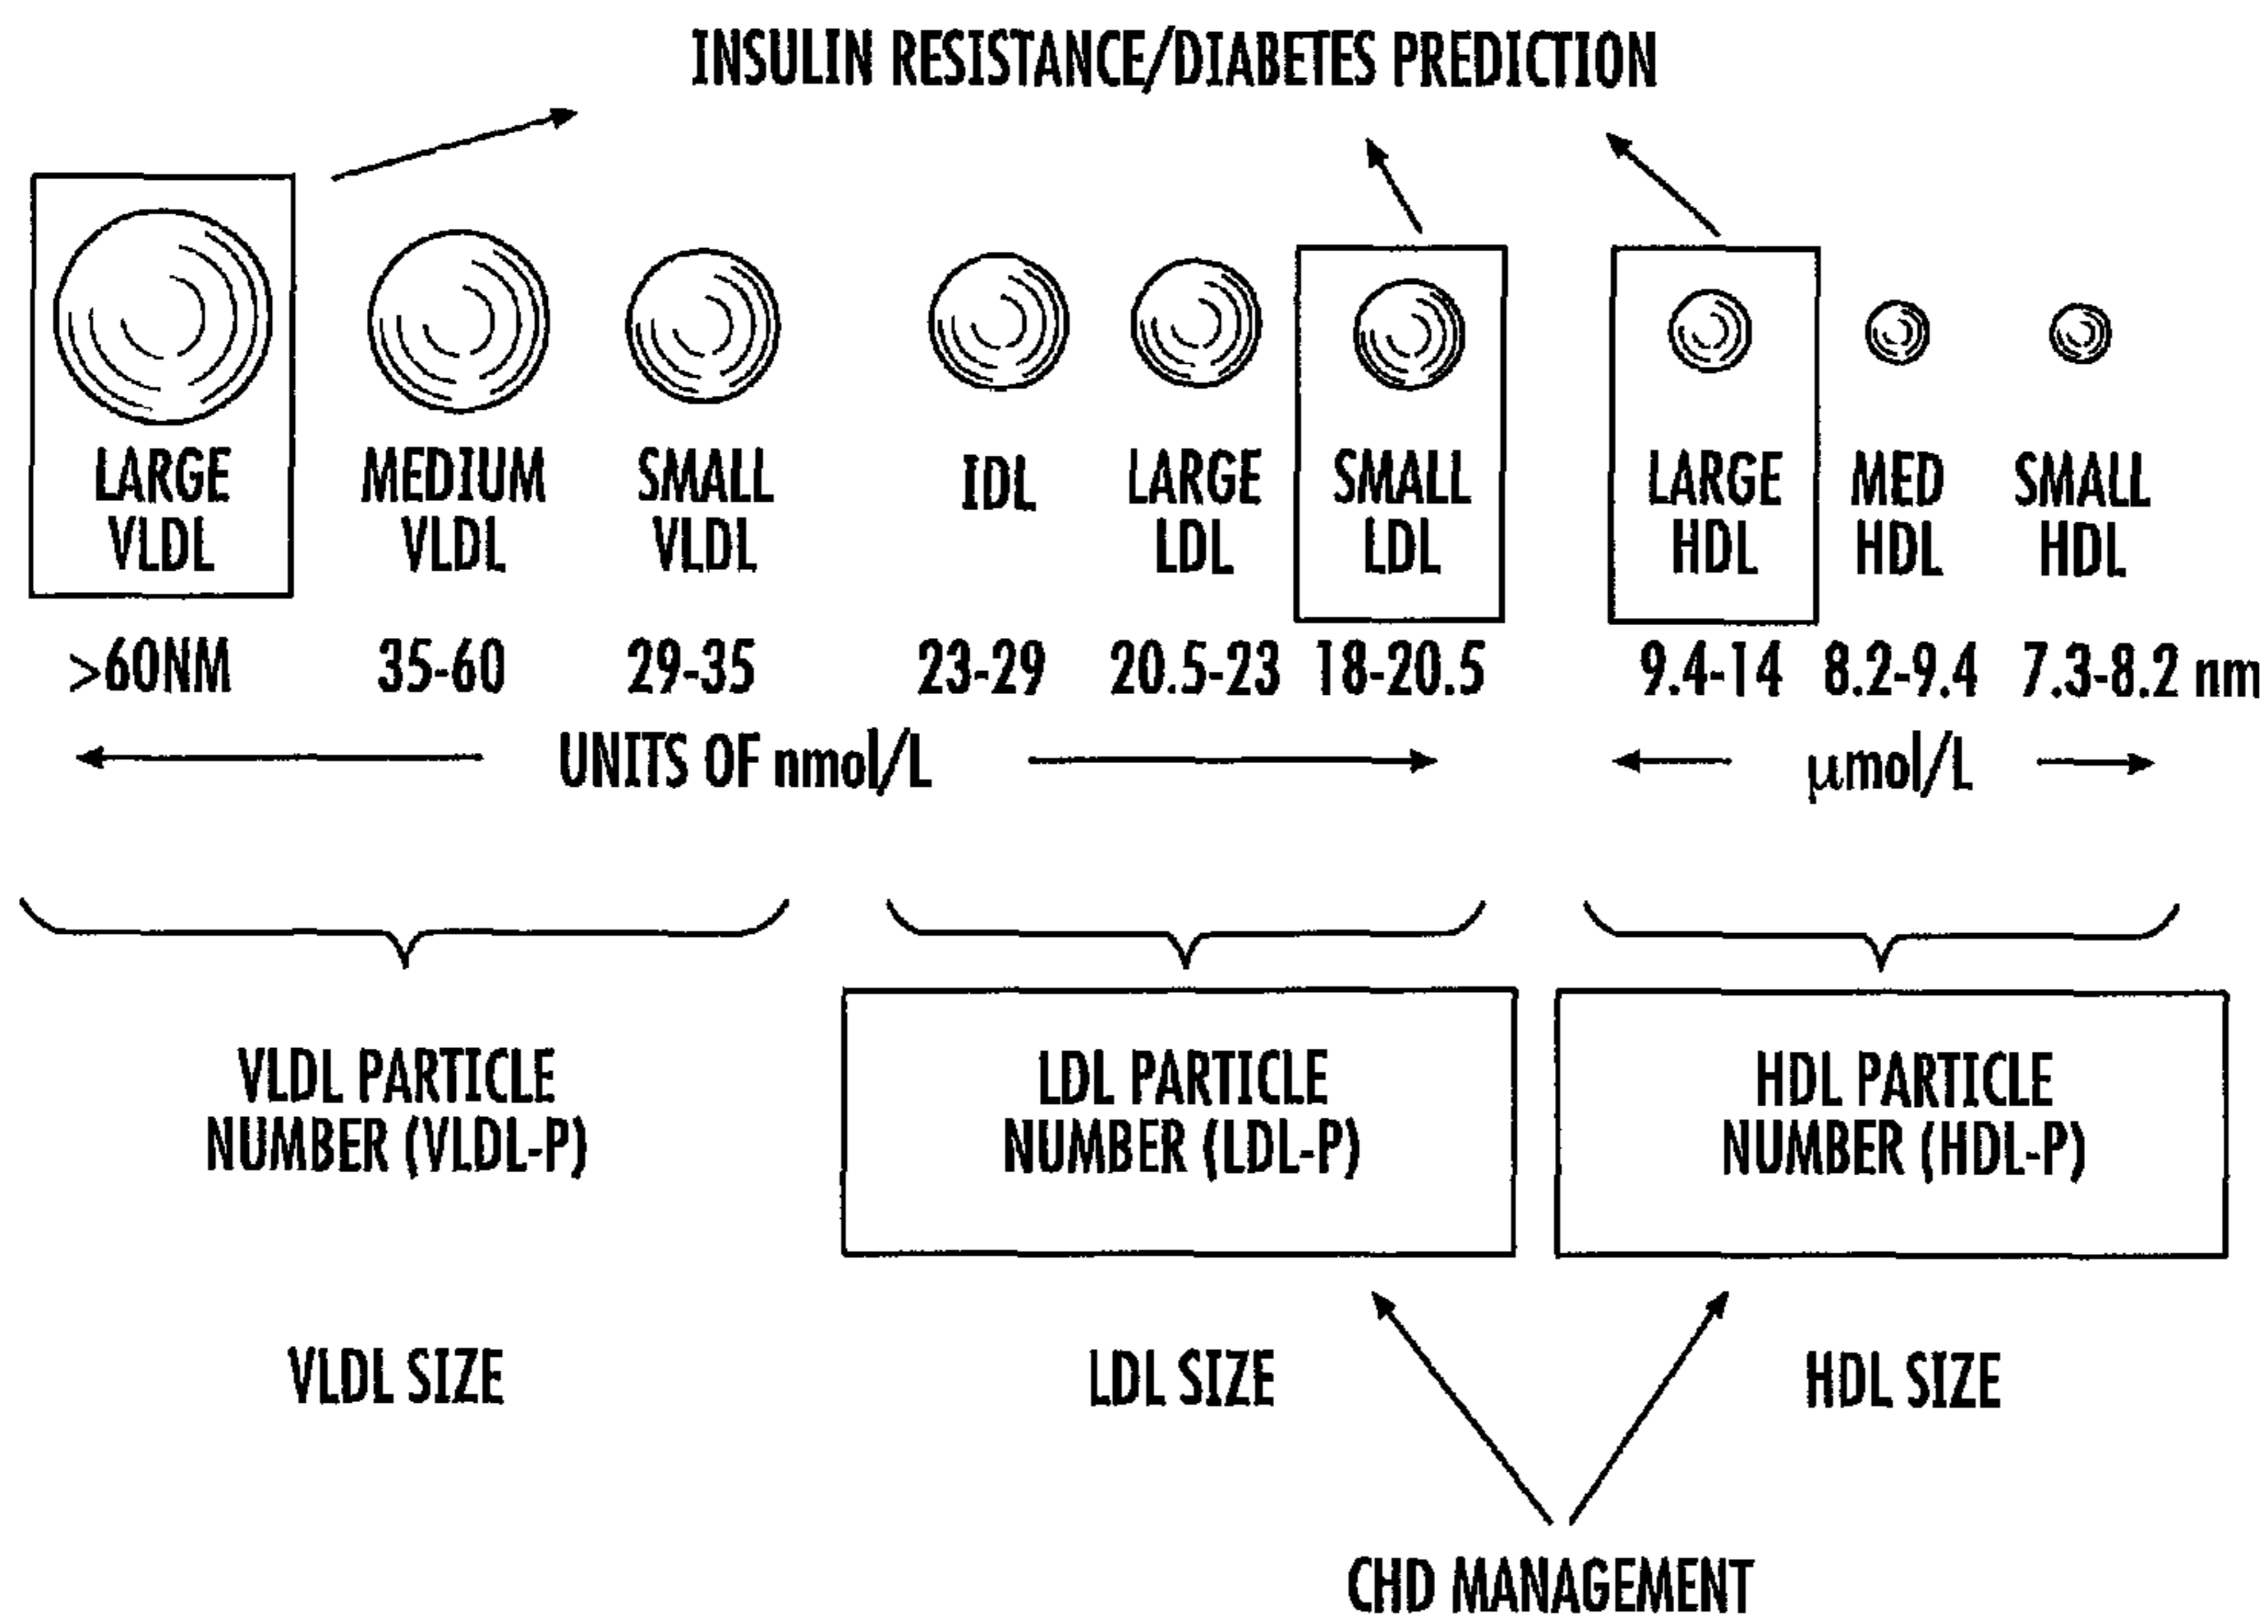 INSULIN RESISTANCE/DIABETES PREDICTION
LARGE VLDL
MEDIUM VLDL
SMALL VLDL
IDL
LARGE LDL
SMALL LDL
LARGE HDL
MED HDL
SMALL HDL
>60NM 35-60 29-35 23-29 20.5-23 18-20.5 9.4-14 8.2-9.4 7.3-8.2 nm
UNITS OF nmol/L μmol/L
VLDL PARTICLE
NUMBER (VLDL-P)
LDL PARTICLE
NUMBER (LDL-P)
HDL PARTICLE
NUMBER (HDL-P)
VLDL SIZE LDL SIZE HDL SIZE
CHD MANAGEMENT